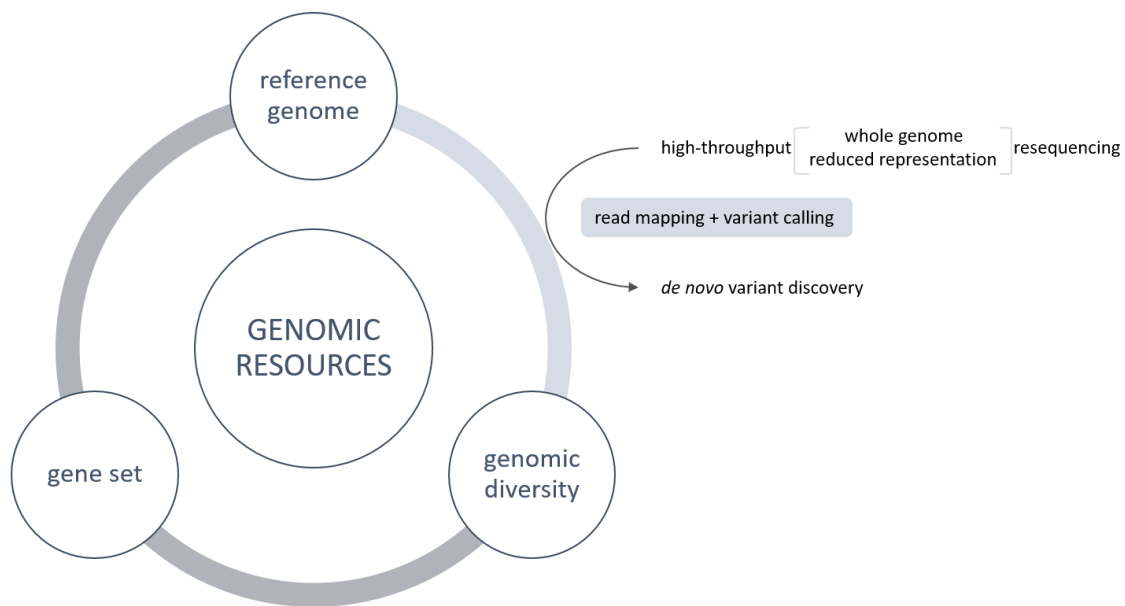 reference
genome
high-throughput
whole genome
reduced representation
resequencing
read mapping + variant calling
de novo variant discovery
GENOMIC
RESOURCES
gene set
genomic
diversity